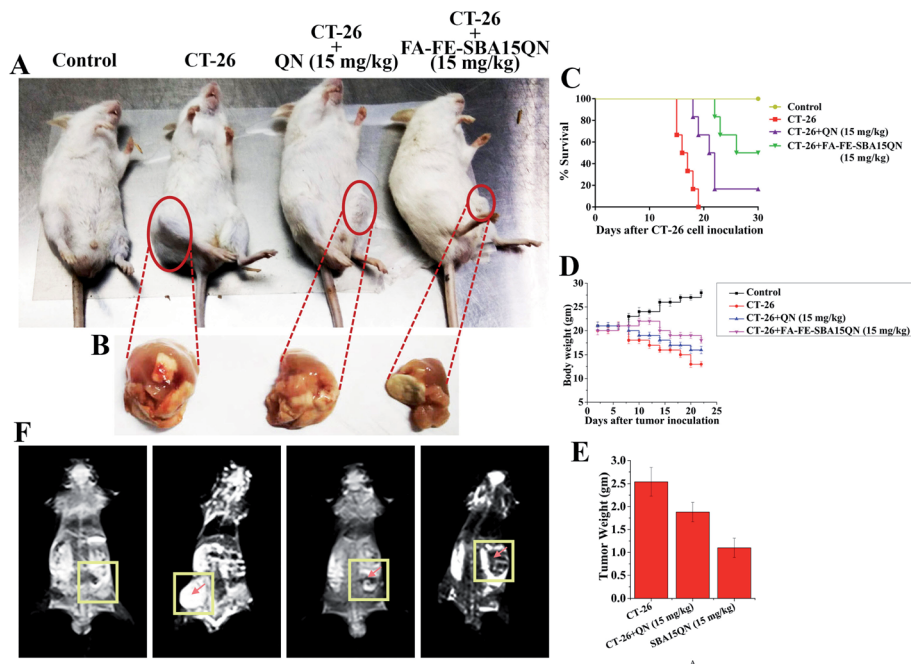 A
Control
CT-26
CT-26
+
QN (15 mg/kg)
CT-26
+
FA-FE-SBA15QN
(15 mg/kg)
B
C
% Survival
100
80
60
40
20
0
0
10
20
30
Days after CT-26 cell inoculation
Control
CT-26
CT-26+QN (15 mg/kg)
CT-26+FA-FE-SBA15QN
(15 mg/kg)
D
Body weight (gm)
30
25
20
15
10
5
0
5
10
15
20
25
Days after tumor inoculation
Control
CT-26
CT-26+QN (15 mg/kg)
CT-26+FA-FE-SBA15QN (15 mg/kg)
E
Tumor Weight (gm)
3.0
2.5
2.0
1.5
1.0
0.5
0.0
CT-26
CT-26+QN (15 mg/kg)
SBA15QN (15 mg/kg)
F